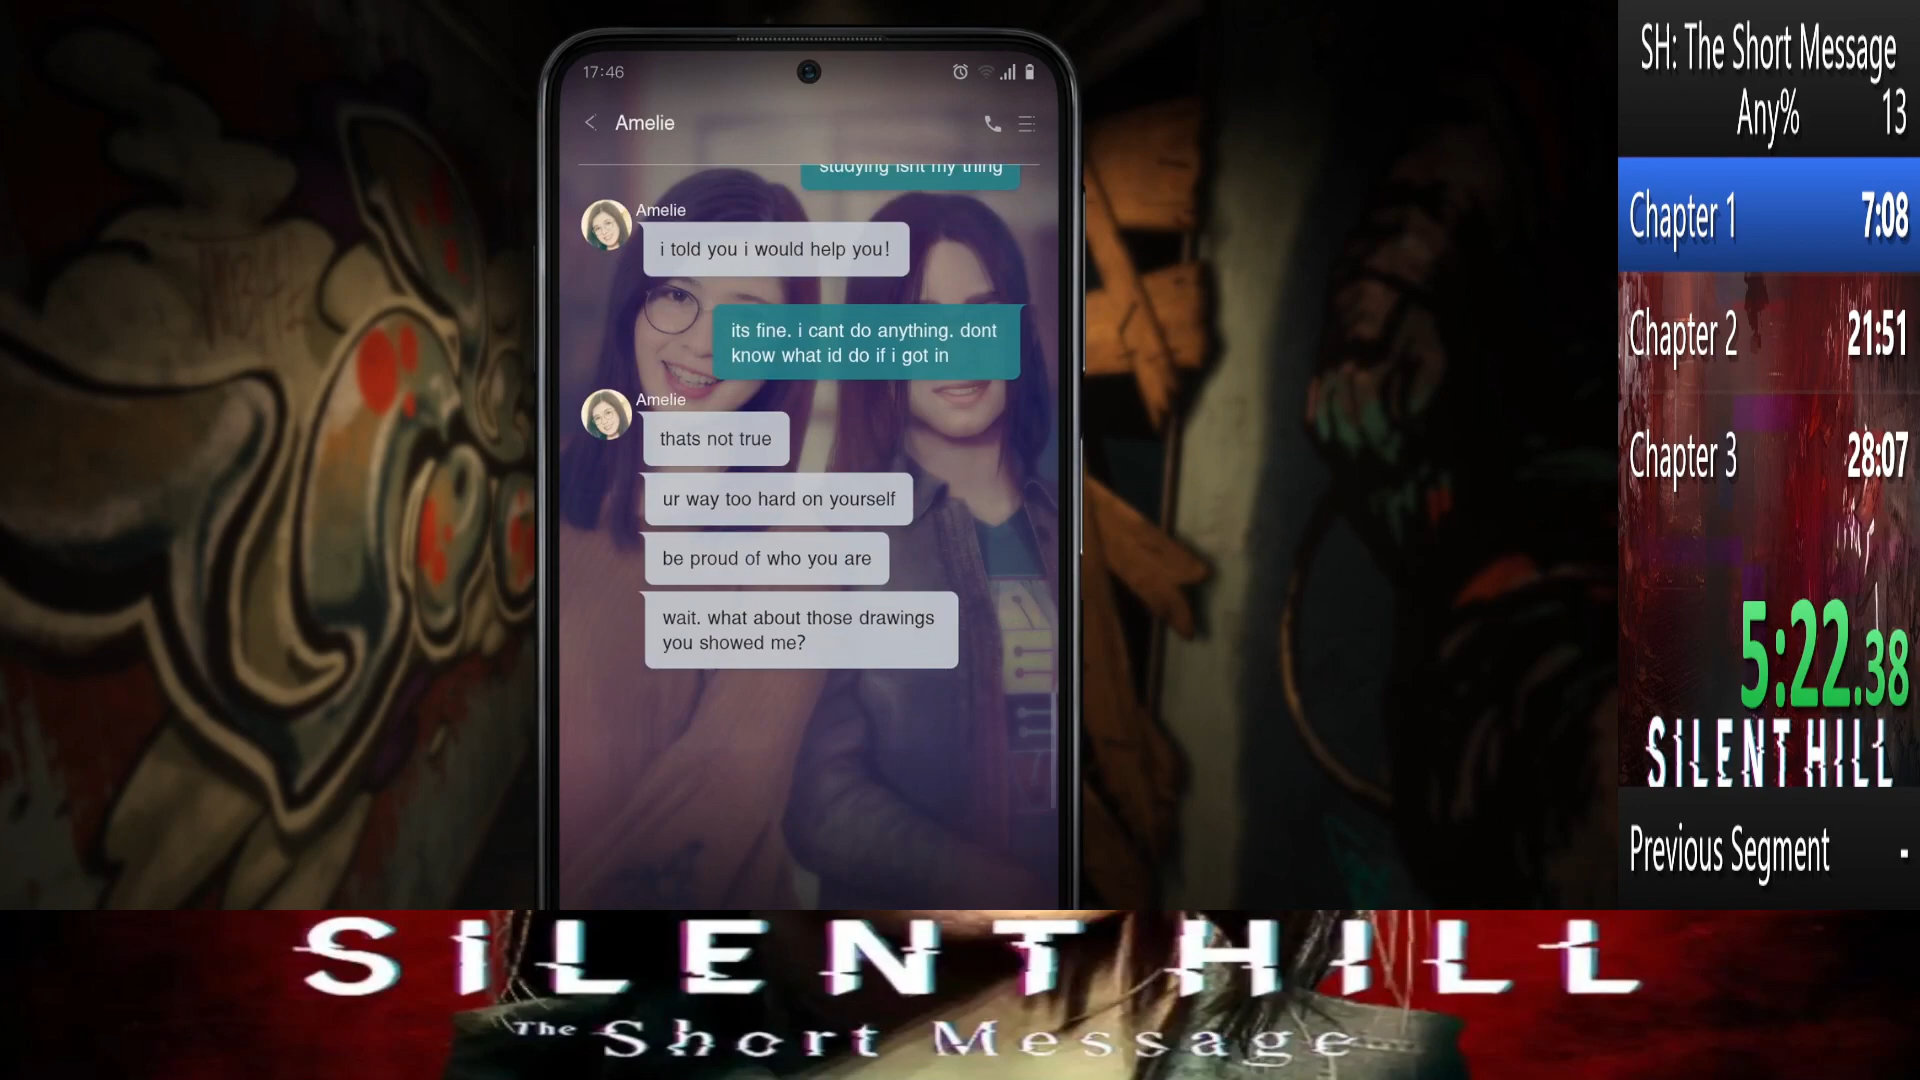 17:46
Amelie
studying isnt my thing
Amelie
i told you i would help you!
its fine. i cant do anything. dont
know what id do if i got in
Amelie
thats not true
ur way too hard on yourself
be proud of who you are
wait. what about those drawings
you showed me?
SH: The Short Message
Any% 13
Chapter 1 7:08
Chapter 2 21:51
Chapter 3 28:07
5:22.38
SILENT HILL
Previous Segment -
SILENT HILL
The Short Message